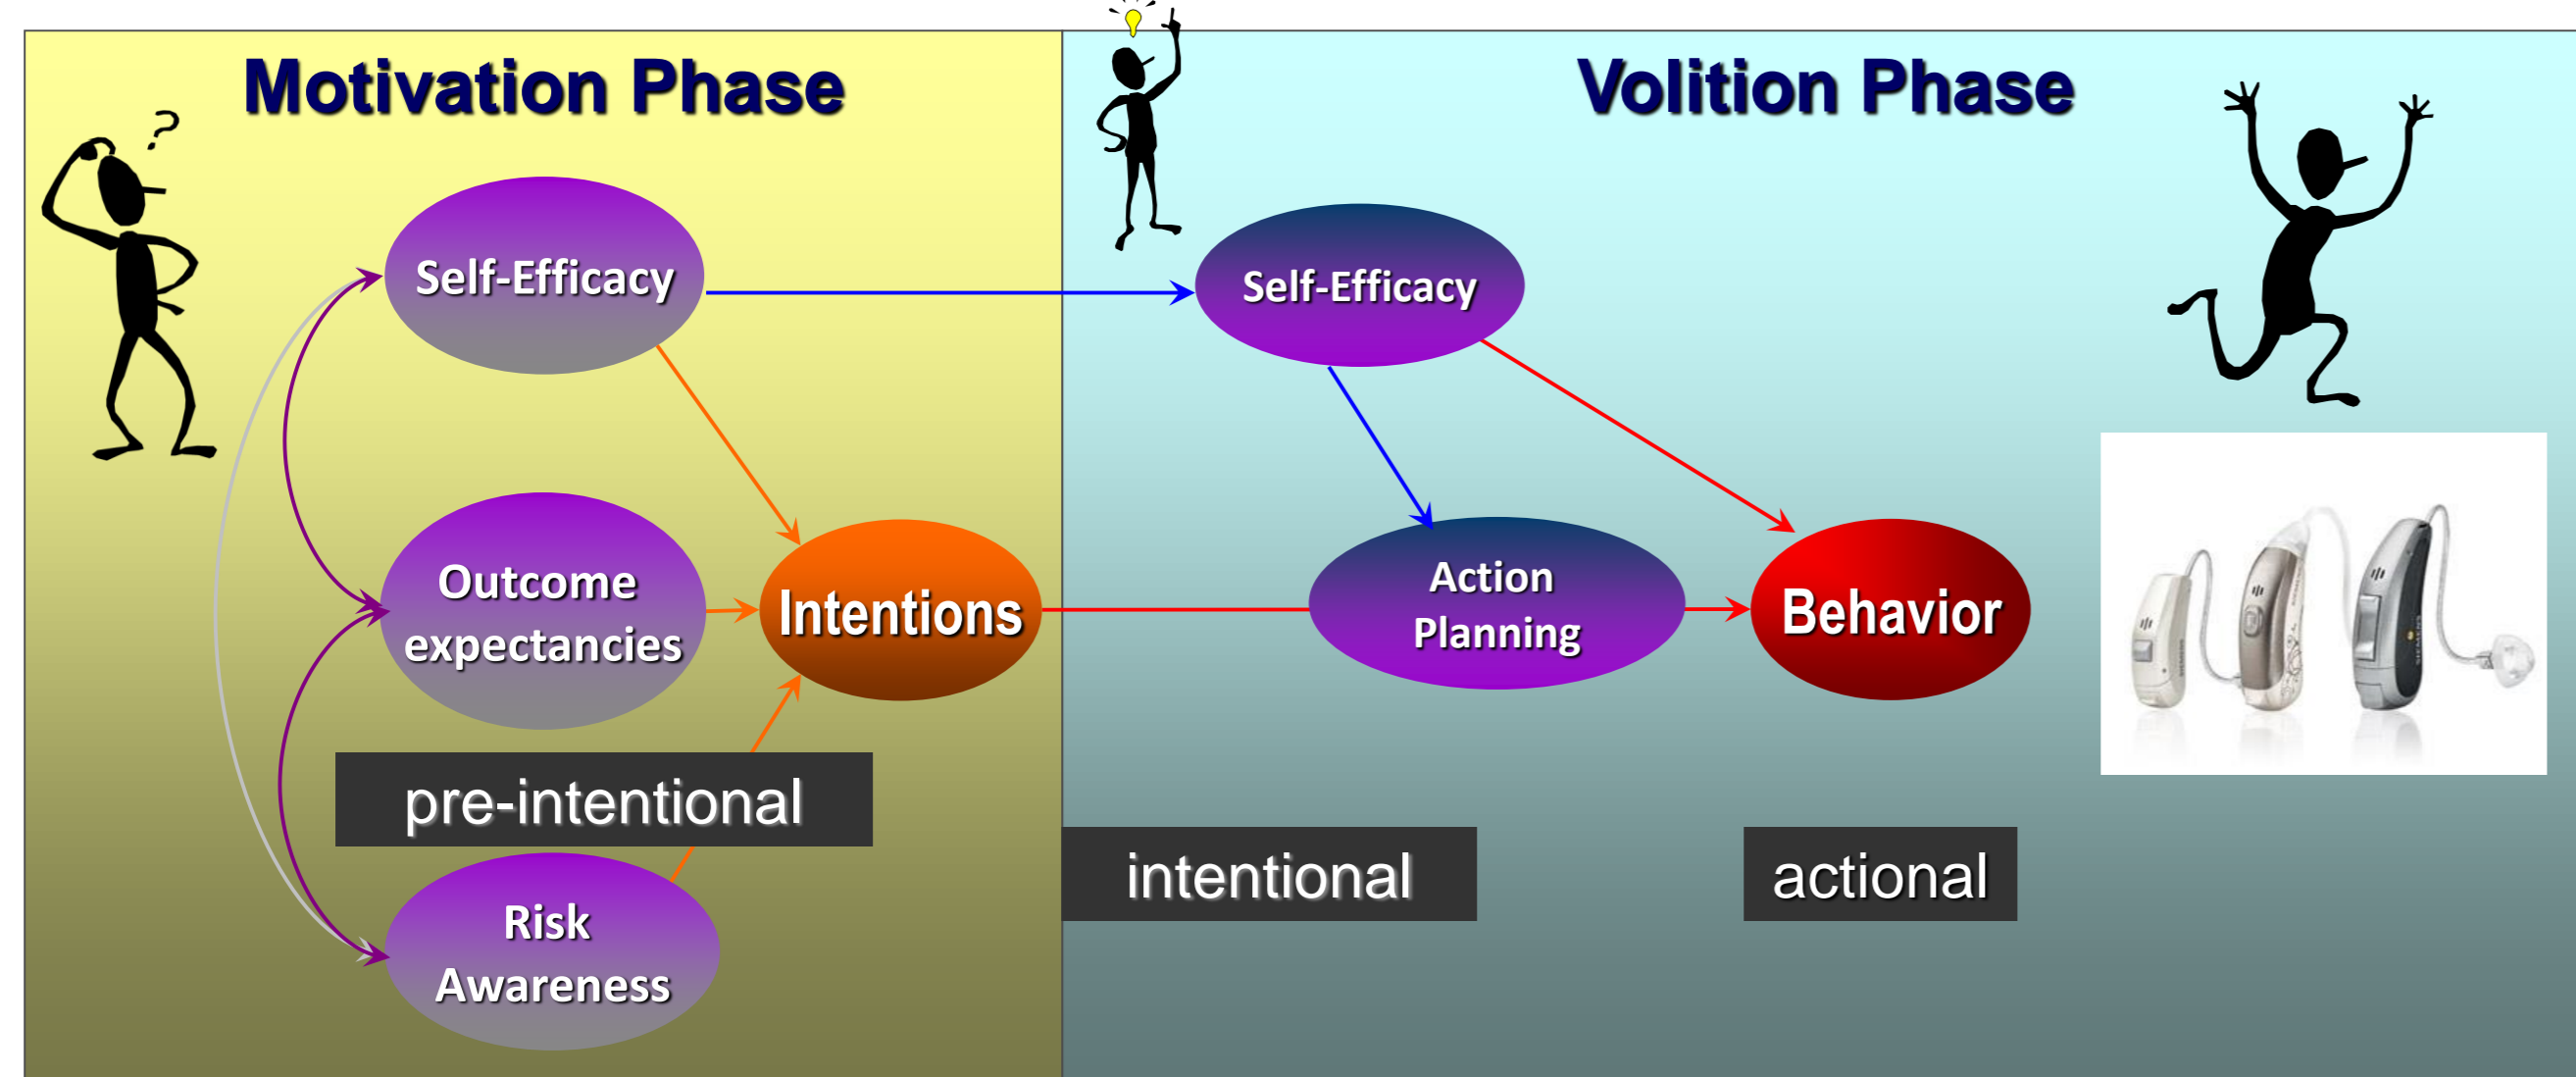 Motivation Phase
Volition Phase
?
Self-Efficacy
Self-Efficacy
Outcome
expectancies
Intentions
Action
Planning
Behavior
pre-intentional
intentional
actional
Risk
Awareness
SIEMENS